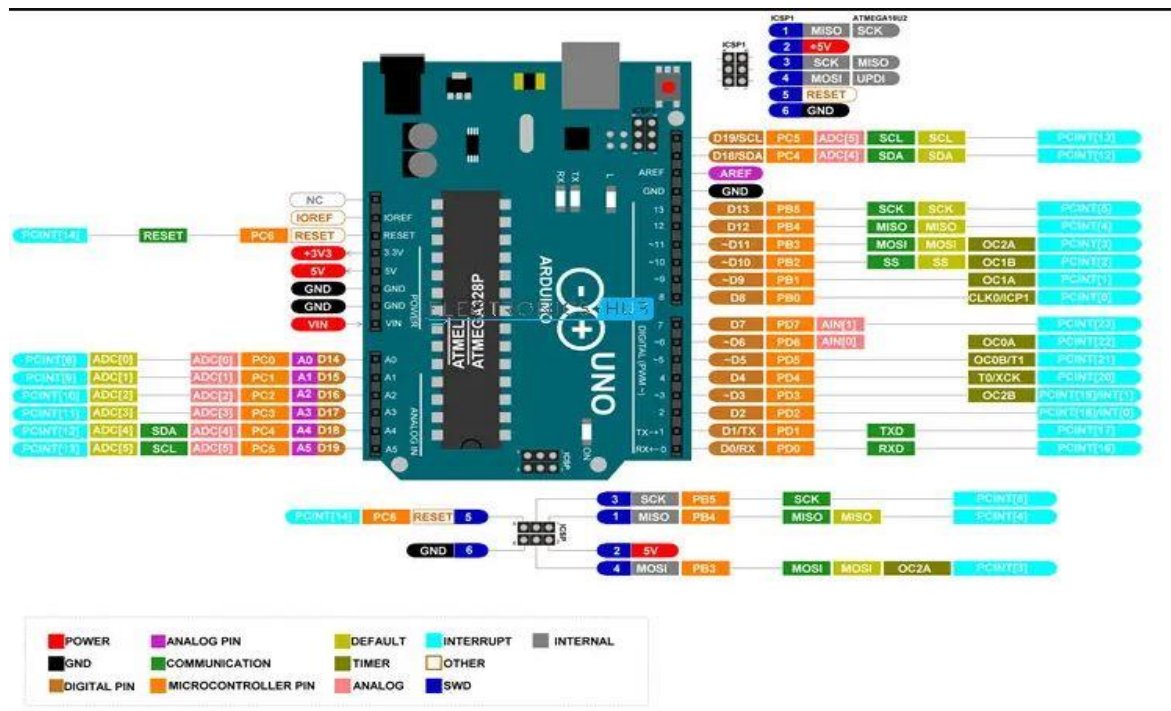 ICSP1 ATMEGA16U2
1 MISO SCK
2 +5V
3 SCK MISO
4 MOSI UPDI
5 RESET
6 GND
ICSP1
D19/SCL PC5 ADC[5] SCL SCL PCINT[13]
D18/SDA PC4 ADC[4] SDA SDA PCINT[12]
AREF AREF
GND GND
13 D13 PB5 SCK SCK PCINT[5]
12 D12 PB4 MISO MISO PCINT[4]
~11 ~D11 PB3 MOSI MOSI OC2A PCINT[3]
~10 ~D10 PB2 SS SS OC1B PCINT[2]
~9 ~D9 PB1 OC1A PCINT[1]
8 D8 PB0 CLK0/ICP1 PCINT[0]
7 D7 PD7 AIN[1] PCINT[23]
~6 ~D6 PD6 AIN[0] OC0A PCINT[22]
~5 ~D5 PD5 OC0B/T1 PCINT[21]
4 D4 PD4 T0/XCK PCINT[20]
~3 ~D3 PD3 OC2B PCINT[19]/INT[1]
2 D2 PD2 PCINT[18]/INT[0]
TX→1 D1/TX PD1 TXD PCINT[17]
RX←0 D0/RX PD0 RXD PCINT[16]
RX TX L
NC
IOREF IOREF
PCINT[14] RESET PC6 RESET RESET
+3V3 3.3V
5V 5V
GND GND
GND GND
VIN VIN
POWER
PCINT[8] ADC[0] ADC[0] PC0 A0 D14 A0
PCINT[9] ADC[1] ADC[1] PC1 A1 D15 A1
PCINT[10] ADC[2] ADC[2] PC2 A2 D16 A2
PCINT[11] ADC[3] ADC[3] PC3 A3 D17 A3
PCINT[12] ADC[4] SDA ADC[4] PC4 A4 D18 A4
PCINT[13] ADC[5] SCL ADC[5] PC5 A5 D19 A5
ANALOG IN
ATMEL
ATMEGA328P
ARDUINO
UNO
DIGITAL (PWM ~)
ELECTRONICS HUB
ICSP
ON
PCINT[14] PC6 RESET 5
GND 6
ICSP
3 SCK PB5 SCK PCINT[5]
1 MISO PB4 MISO MISO PCINT[4]
2 5V
4 MOSI PB3 MOSI MOSI OC2A PCINT[3]
POWER ANALOG PIN DEFAULT INTERRUPT INTERNAL
GND COMMUNICATION TIMER OTHER
DIGITAL PIN MICROCONTROLLER PIN ANALOG SWD